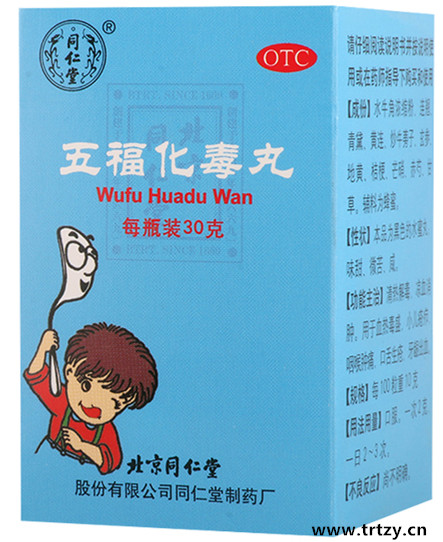 同仁堂
®
OTC
五福化毒丸
Wufu Huadu Wan
每瓶装30克
北京同仁堂
股份有限公司同仁堂制药厂
请仔细阅读说明书并按说明使
用或在药师指导下购买和使用
【成份】水牛角浓缩粉、连翘、
青黛、黄连、炒牛蒡子、玄参、
地黄、桔梗、芒硝、赤芍、甘
草。辅料为蜂蜜。
【性状】本品为黑色的水蜜丸;
味甜、微苦、咸。
【功能主治】清热解毒,凉血消
肿。用于血热毒盛,小儿疮疖,
咽喉肿痛,口舌生疮,牙龈出血,
【规格】每100粒重10克
【用法用量】口服。一次2克,
一日2~3次。
【不良反应】尚不明确。
www.trtzy.cn